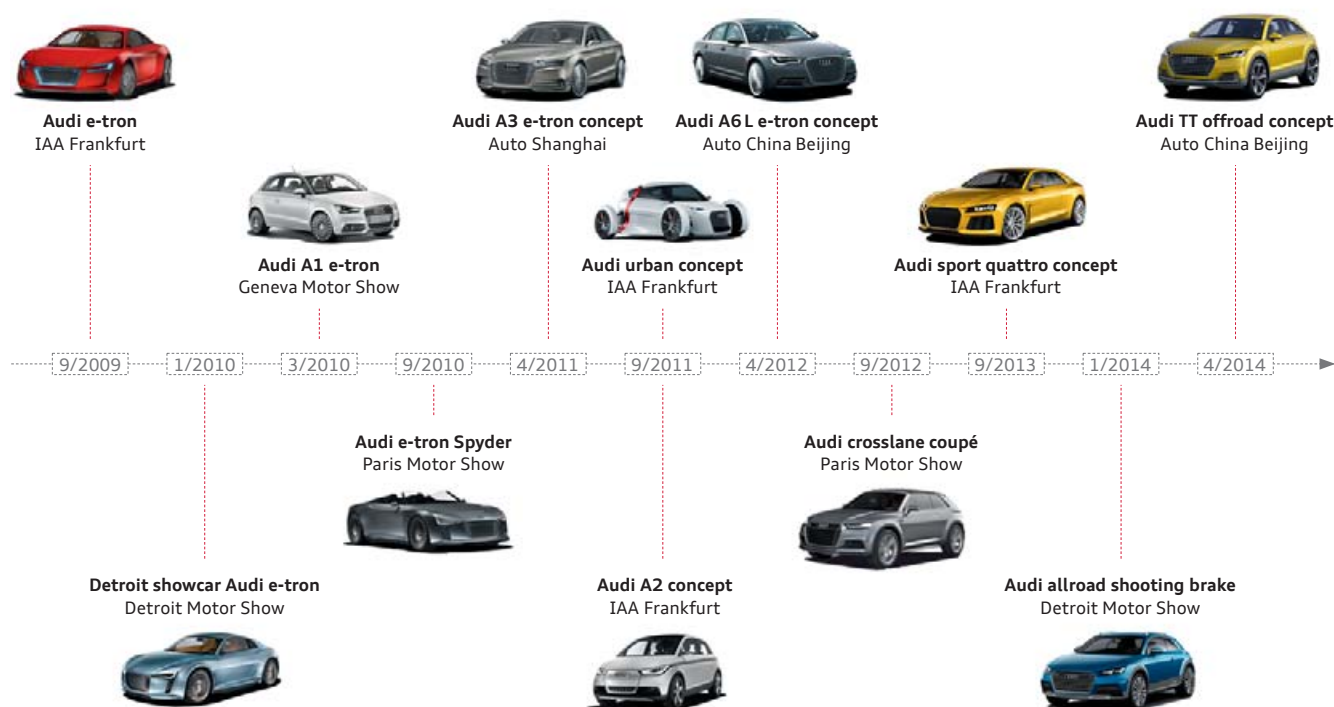 Audi e-tron
IAA Frankfurt
Audi A3 e-tron concept
Auto Shanghai
Audi A6 L e-tron concept
Auto China Beijing
Audi TT offroad concept
Auto China Beijing
Audi A1 e-tron
Geneva Motor Show
Audi urban concept
IAA Frankfurt
Audi sport quattro concept
IAA Frankfurt
9/2009
1/2010
3/2010
9/2010
4/2011
9/2011
4/2012
9/2012
9/2013
1/2014
4/2014
Audi e-tron Spyder
Paris Motor Show
Audi crosslane coupé
Paris Motor Show
Detroit showcar Audi e-tron
Detroit Motor Show
Audi A2 concept
IAA Frankfurt
Audi allroad shooting brake
Detroit Motor Show